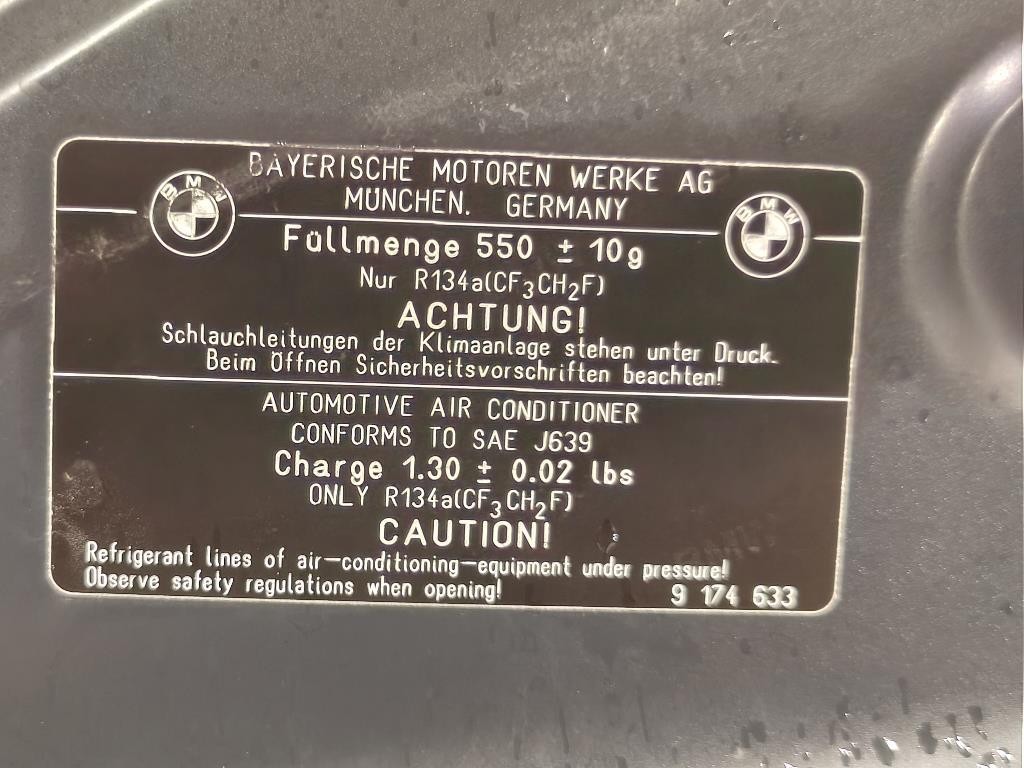 BAYERISCHE MOTOREN WERKE AG
MÜNCHEN. GERMANY
BMW
BMW
Füllmenge 550 ± 10g
Nur R134a(CF₃CH₂F)
ACHTUNG!
Schlauchleitungen der Klimaanlage stehen unter Druck.
Beim Öffnen Sicherheitsvorschriften beachten!
AUTOMOTIVE AIR CONDITIONER
CONFORMS TO SAE J639
Charge 1.30 ± 0.02 lbs
ONLY R134a(CF₃CH₂F)
CAUTION!
Refrigerant lines of air-conditioning-equipment under pressure!
Observe safety regulations when opening!
9 174 633